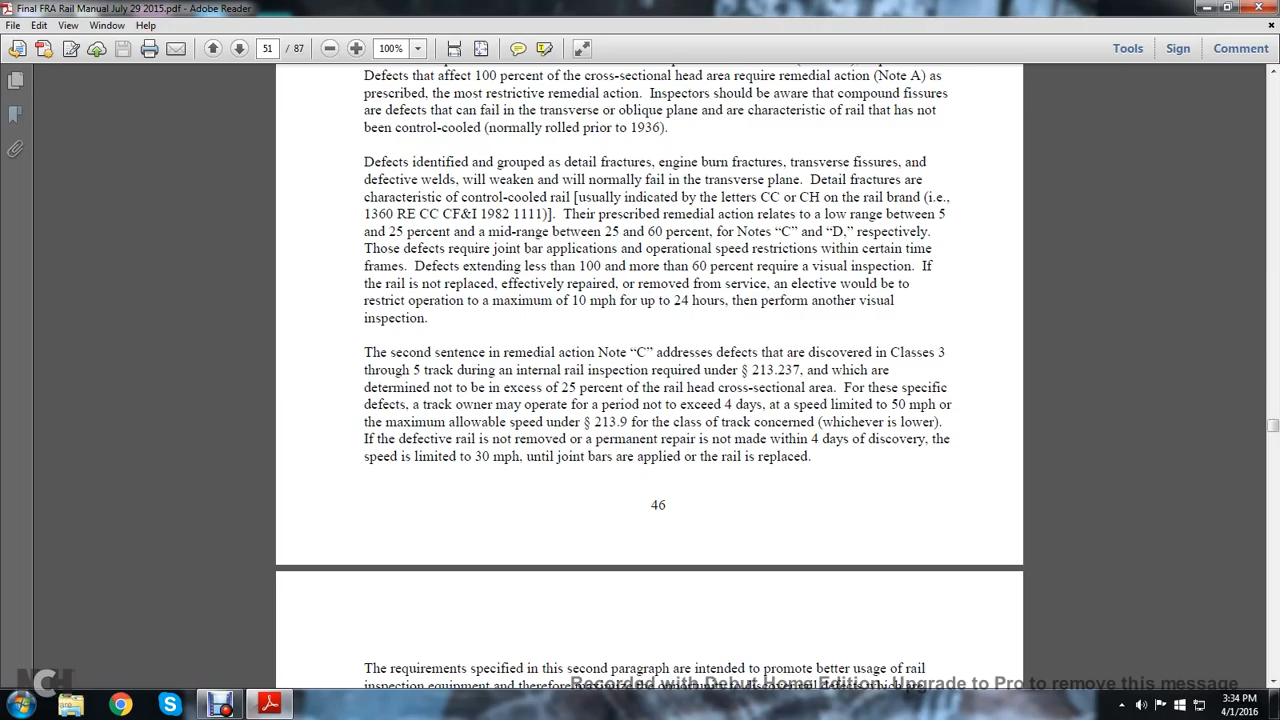 Final FRA Rail Manual July 29 2015.pdf - Adobe Reader
File Edit View Window Help
51 / 87 100% Tools Sign Comment
Defects that affect 100 percent of the cross-sectional head area require remedial action (Note A) as
prescribed, the most restrictive remedial action. Inspectors should be aware that compound fissures
are defects that can fail in the transverse or oblique plane and are characteristic of rail that has not
been control-cooled (normally rolled prior to 1936).
Defects identified and grouped as detail fractures, engine burn fractures, transverse fissures, and
defective welds, will weaken and will normally fail in the transverse plane. Detail fractures are
characteristic of control-cooled rail [usually indicated by the letters CC or CH on the rail brand (i.e.,
1360 RE CC CF&I 1982 1111)]. Their prescribed remedial action relates to a low range between 5
and 25 percent and a mid-range between 25 and 60 percent, for Notes “C” and “D,” respectively.
Those defects require joint bar applications and operational speed restrictions within certain time
frames. Defects extending less than 100 and more than 60 percent require a visual inspection. If
the rail is not replaced, effectively repaired, or removed from service, an elective would be to
restrict operation to a maximum of 10 mph for up to 24 hours, then perform another visual
inspection.
The second sentence in remedial action Note “C” addresses defects that are discovered in Classes 3
through 5 track during an internal rail inspection required under § 213.237, and which are
determined not to be in excess of 25 percent of the rail head cross-sectional area. For these specific
defects, a track owner may operate for a period not to exceed 4 days, at a speed limited to 50 mph or
the maximum allowable speed under § 213.9 for the class of track concerned (whichever is lower).
If the defective rail is not removed or a permanent repair is not made within 4 days of discovery, the
speed is limited to 30 mph, until joint bars are applied or the rail is replaced.
46
The requirements specified in this second paragraph are intended to promote better usage of rail
inspection equipment and therefore
Recorded with Debut Home Edition. Upgrade to Pro to remove this message
NCH
3:34 PM
4/1/2016